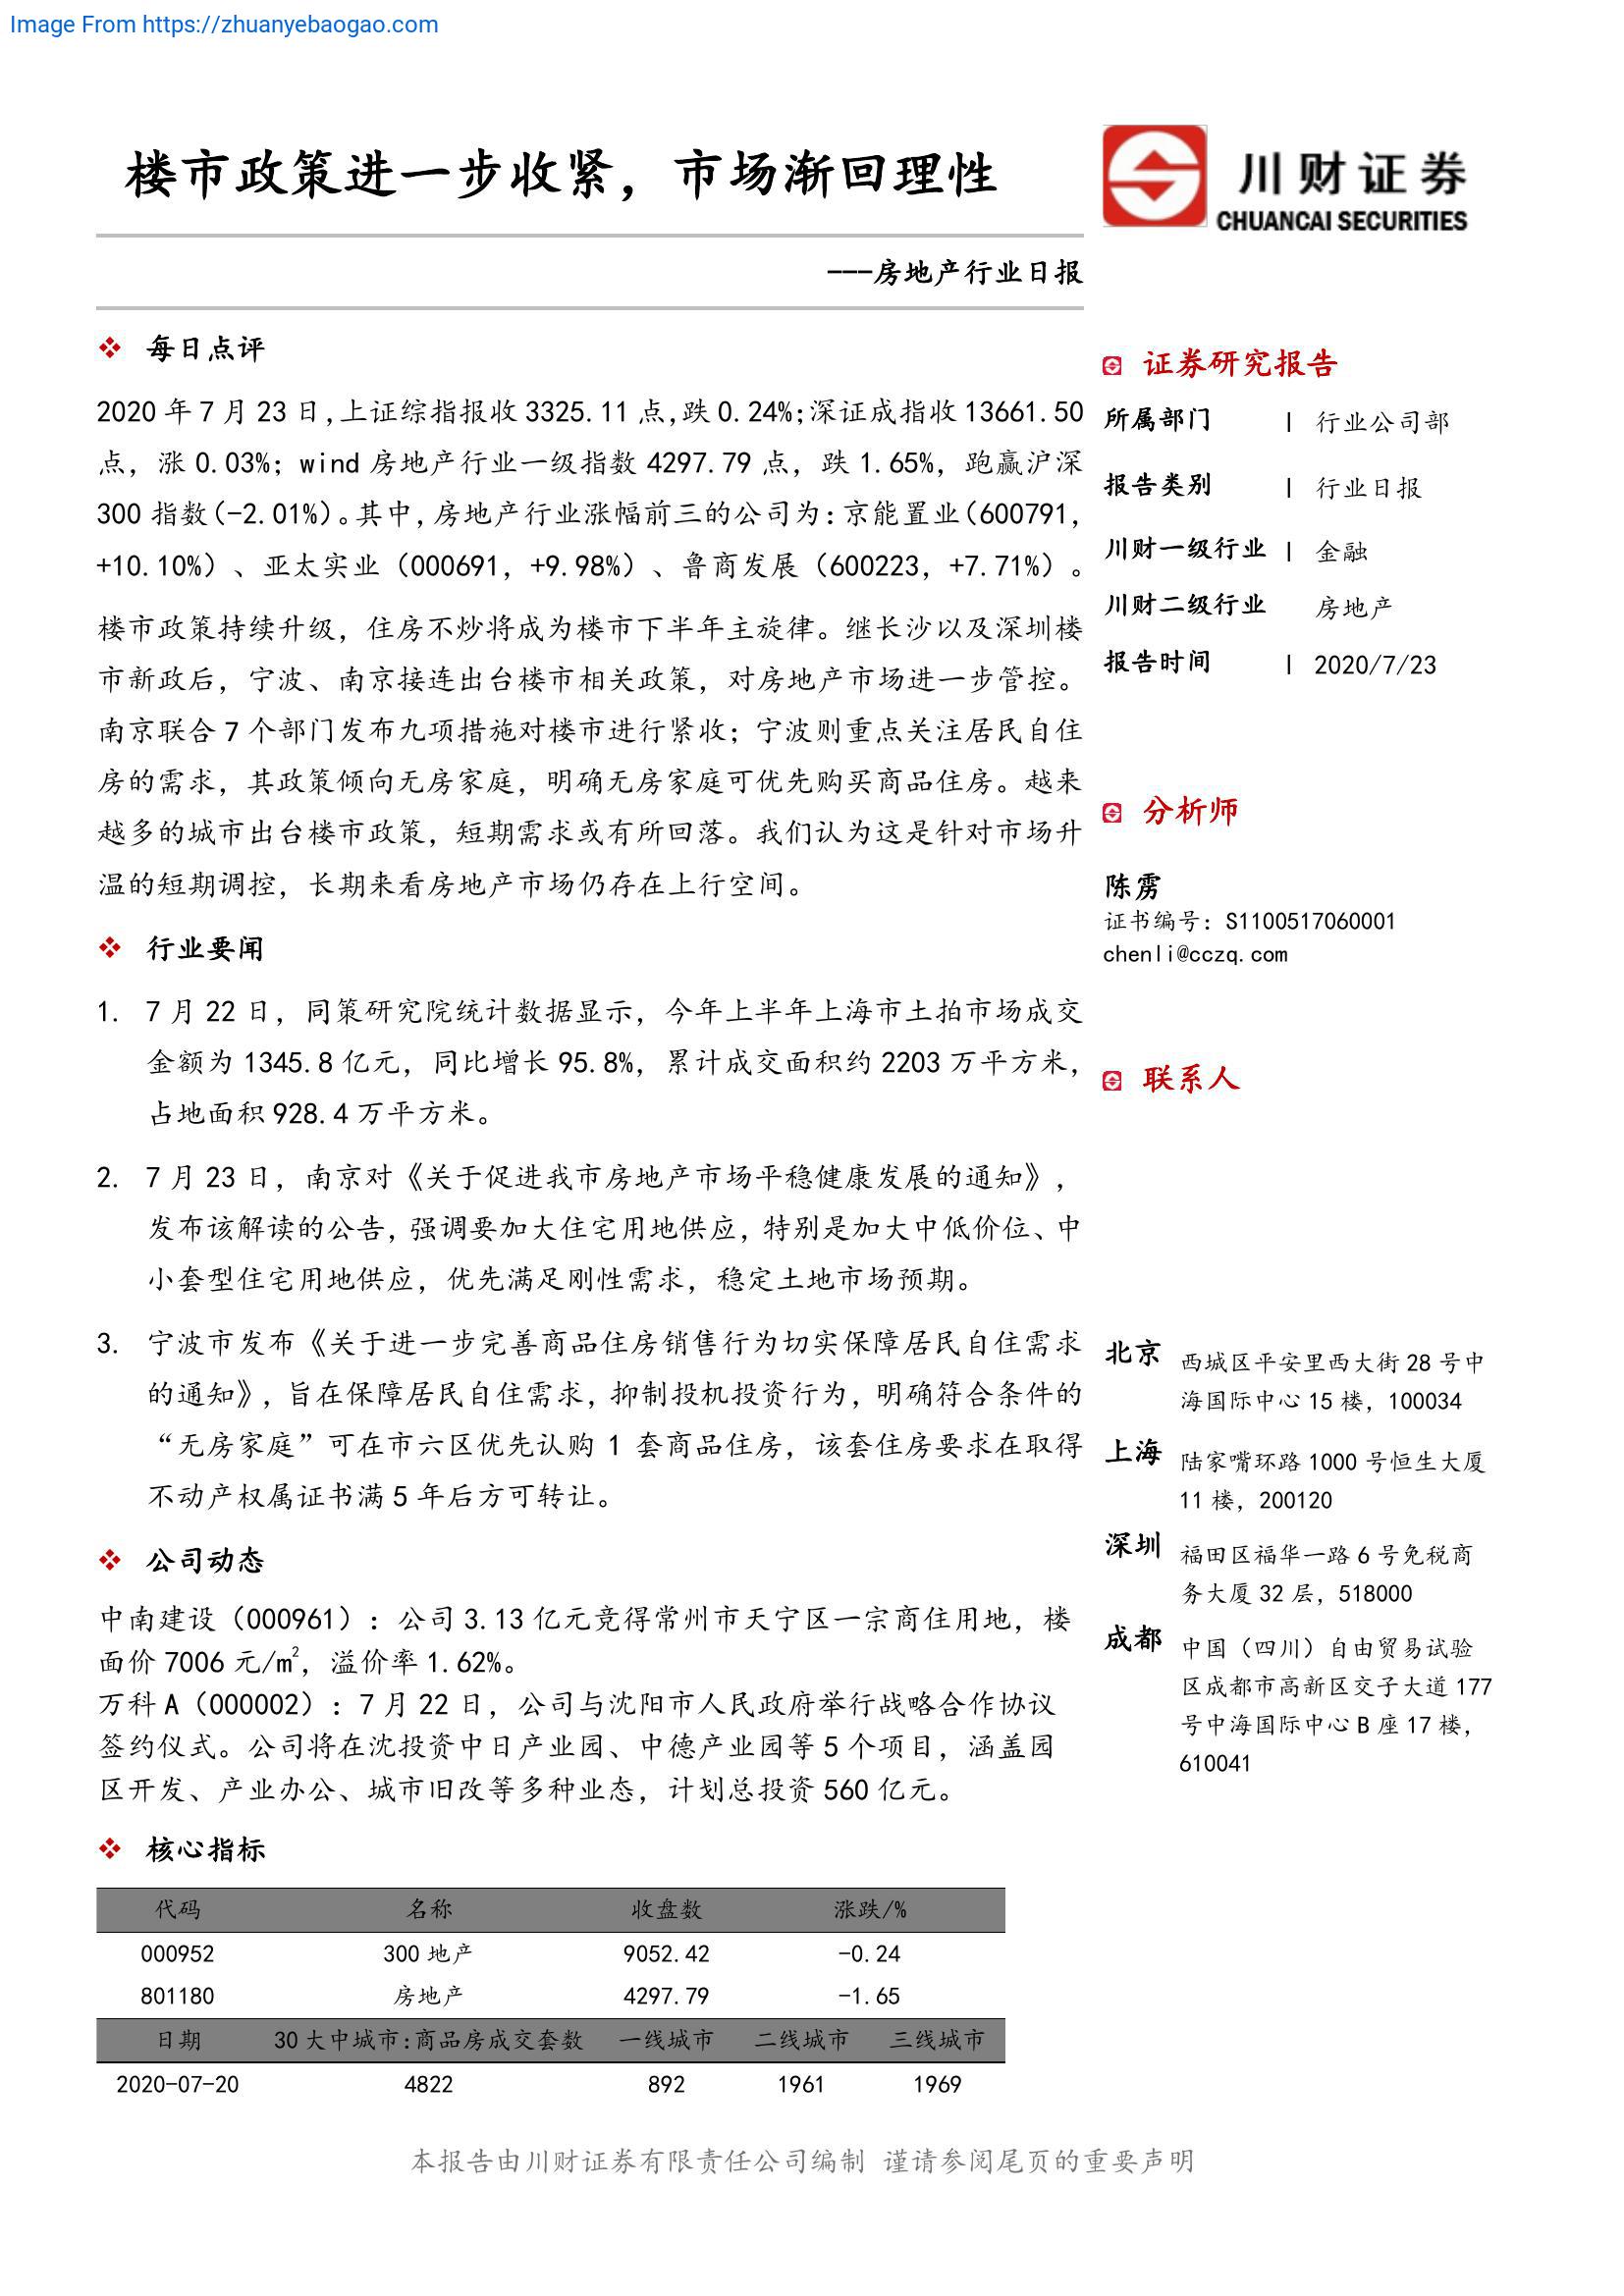 Image From https://zhuanyebaogao.com
楼市政策进一步收紧，市场渐回理性
川财证券
CHUANCAI SECURITIES
---房地产行业日报
❖ 每日点评
2020 年 7 月 23 日,上证综指报收 3325.11 点,跌 0.24%;深证成指收 13661.50
点，涨 0.03%；wind 房地产行业一级指数 4297.79 点，跌 1.65%，跑赢沪深
300 指数(-2.01%)。其中,房地产行业涨幅前三的公司为:京能置业(600791,
+10.10%）、亚太实业（000691，+9.98%）、鲁商发展（600223，+7.71%）。
楼市政策持续升级，住房不炒将成为楼市下半年主旋律。继长沙以及深圳楼
市新政后，宁波、南京接连出台楼市相关政策，对房地产市场进一步管控。
南京联合 7 个部门发布九项措施对楼市进行紧收；宁波则重点关注居民自住
房的需求，其政策倾向无房家庭，明确无房家庭可优先购买商品住房。越来
越多的城市出台楼市政策，短期需求或有所回落。我们认为这是针对市场升
温的短期调控，长期来看房地产市场仍存在上行空间。
❖ 行业要闻
1. 7 月 22 日，同策研究院统计数据显示，今年上半年上海市土拍市场成交
金额为 1345.8 亿元，同比增长 95.8%，累计成交面积约 2203 万平方米，
占地面积 928.4 万平方米。
2. 7 月 23 日，南京对《关于促进我市房地产市场平稳健康发展的通知》，
发布该解读的公告,强调要加大住宅用地供应,特别是加大中低价位、中
小套型住宅用地供应，优先满足刚性需求，稳定土地市场预期。
3. 宁波市发布《关于进一步完善商品住房销售行为切实保障居民自住需求
的通知》,旨在保障居民自住需求,抑制投机投资行为,明确符合条件的
“无房家庭”可在市六区优先认购 1 套商品住房，该套住房要求在取得
不动产权属证书满 5 年后方可转让。
❖ 公司动态
中南建设（000961）：公司 3.13 亿元竞得常州市天宁区一宗商住用地，楼
面价 7006 元/m²，溢价率 1.62%。
万科 A（000002）：7 月 22 日，公司与沈阳市人民政府举行战略合作协议
签约仪式。公司将在沈投资中日产业园、中德产业园等 5 个项目，涵盖园
区开发、产业办公、城市旧改等多种业态，计划总投资 560 亿元。
❖ 核心指标
代码 名称 收盘数 涨跌/%
000952 300 地产 9052.42 -0.24
801180 房地产 4297.79 -1.65
日期 30 大中城市:商品房成交套数 一线城市 二线城市 三线城市
2020-07-20 4822 892 1961 1969
证券研究报告
所属部门 | 行业公司部
报告类别 | 行业日报
川财一级行业 | 金融
川财二级行业 房地产
报告时间 | 2020/7/23
分析师
陈雳
证书编号：S1100517060001
chenli@cczq.com
联系人
北京 西城区平安里西大街 28 号中
海国际中心 15 楼，100034
上海 陆家嘴环路 1000 号恒生大厦
11 楼，200120
深圳 福田区福华一路 6 号免税商
务大厦 32 层，518000
成都 中国（四川）自由贸易试验
区成都市高新区交子大道 177
号中海国际中心 B 座 17 楼，
610041
本报告由川财证券有限责任公司编制 谨请参阅尾页的重要声明